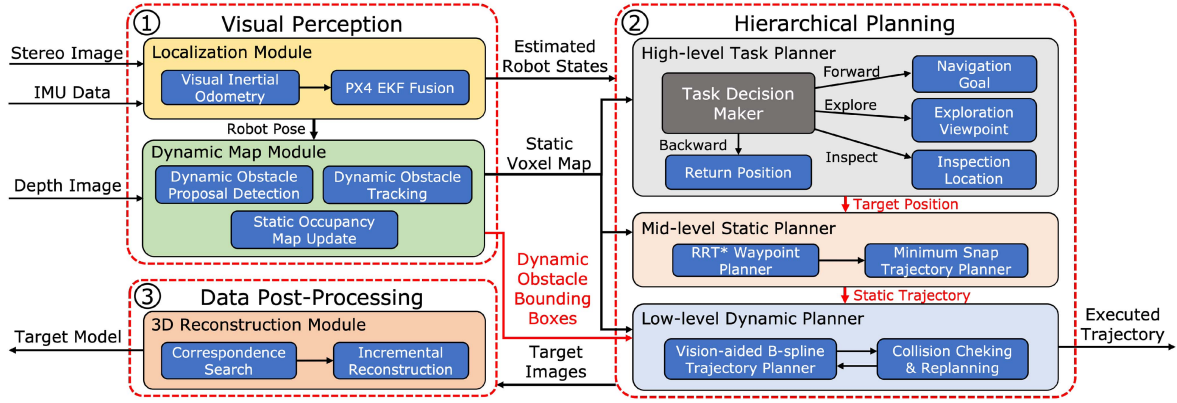 ① Visual Perception
Stereo Image
IMU Data
Depth Image
Localization Module
Visual Inertial
Odometry
PX4 EKF Fusion
Robot Pose
Dynamic Map Module
Dynamic Obstacle
Proposal Detection
Dynamic Obstacle
Tracking
Static Occupancy
Map Update
Estimated
Robot States
Static
Voxel Map
Dynamic
Obstacle
Bounding
Boxes
② Hierarchical Planning
High-level Task Planner
Task Decision
Maker
Forward
Explore
Inspect
Backward
Navigation
Goal
Exploration
Viewpoint
Inspection
Location
Return Position
Target Position
Mid-level Static Planner
RRT* Waypoint
Planner
Minimum Snap
Trajectory Planner
Static Trajectory
Low-level Dynamic Planner
Vision-aided B-spline
Trajectory Planner
Collision Cheking
& Replanning
Executed
Trajectory
Target
Images
③ Data Post-Processing
3D Reconstruction Module
Correspondence
Search
Incremental
Reconstruction
Target Model